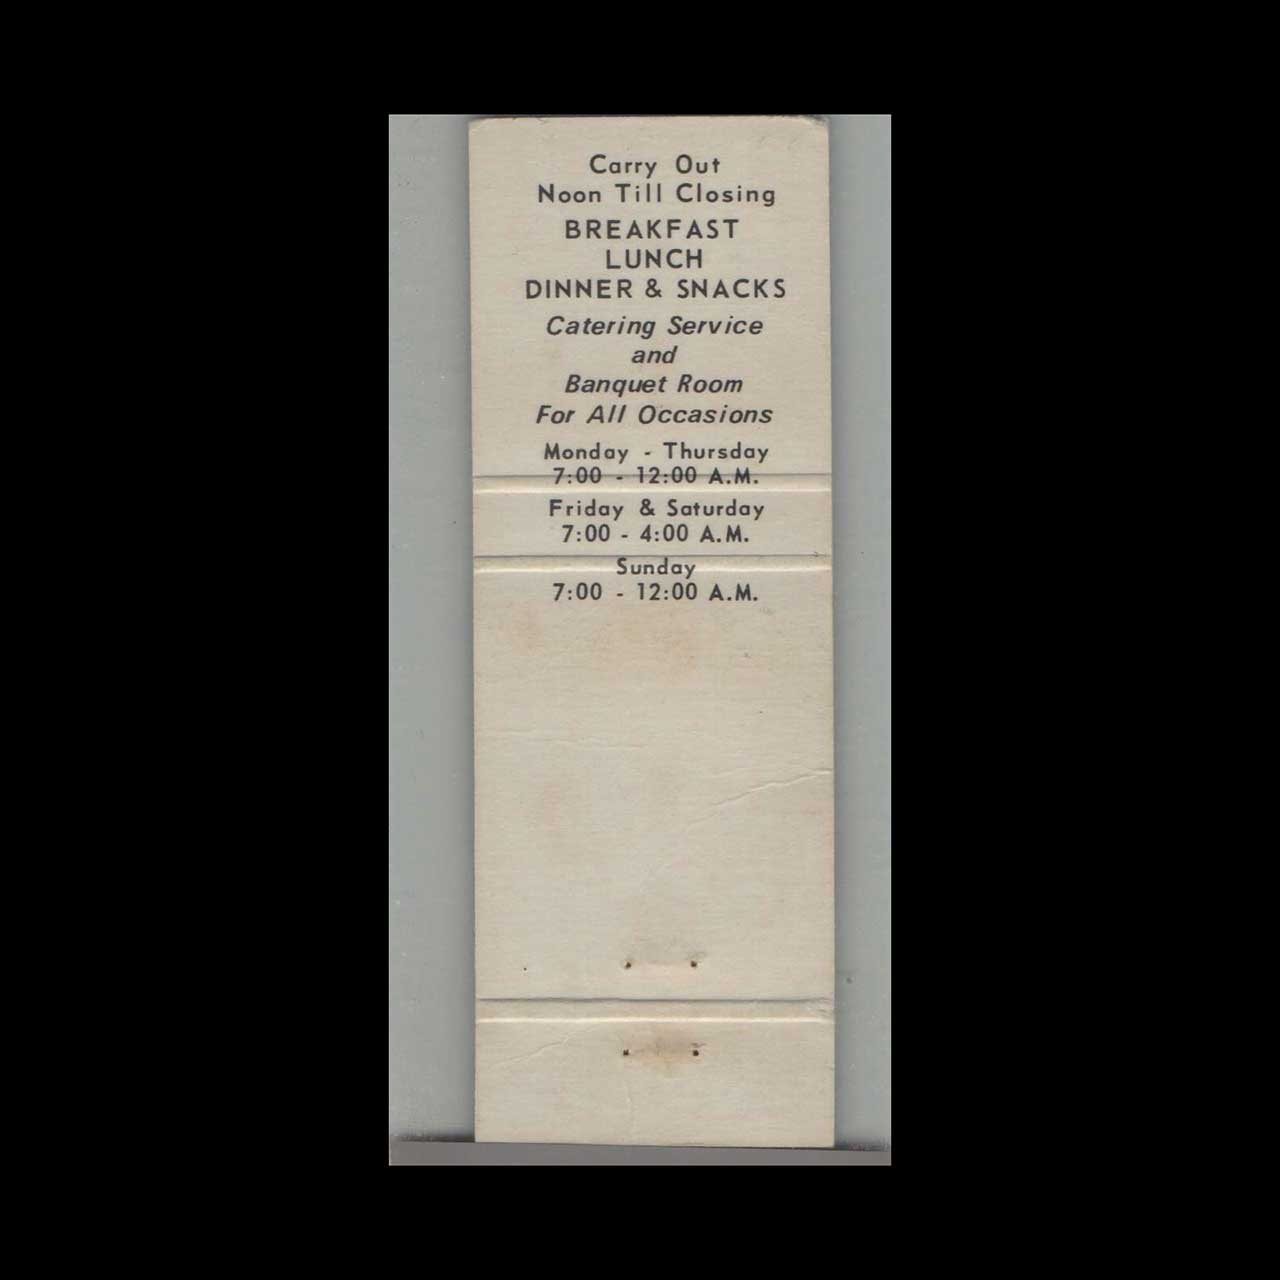 Carry Out
Noon Till Closing
BREAKFAST
LUNCH
DINNER & SNACKS
Catering Service
and
Banquet Room
For All Occasions
Monday - Thursday
7:00 - 12:00 A.M.
Friday & Saturday
7:00 - 4:00 A.M.
Sunday
7:00 - 12:00 A.M.